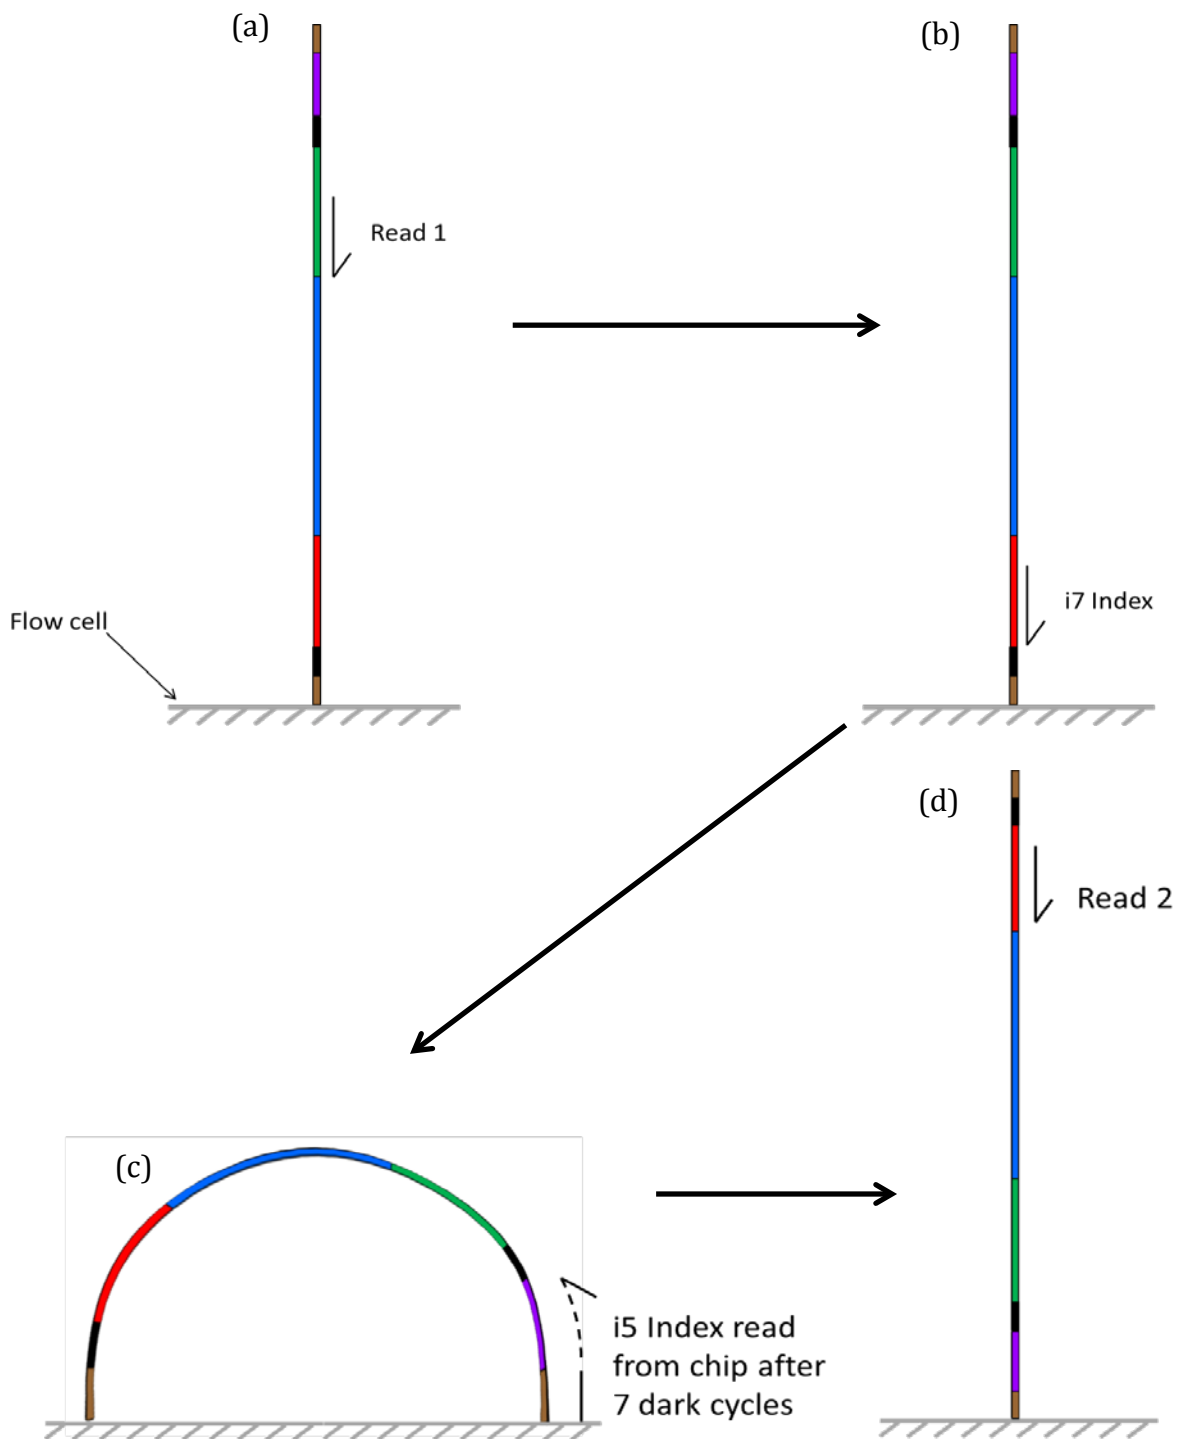 (a)
(b)
Read 1
Flow cell
i7 Index
(d)
Read 2
(c)
i5 Index read
from chip after
7 dark cycles